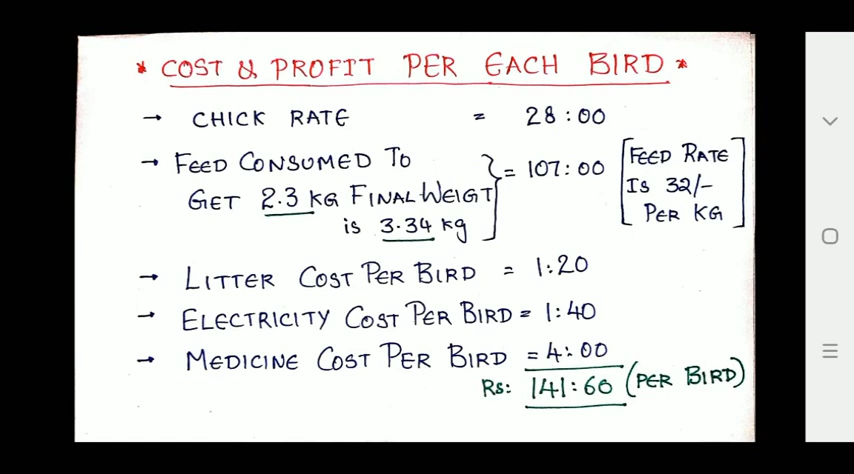 * COST & PROFIT PER EACH BIRD *
→ CHICK RATE = 28:00
→ FEED CONSUMED TO
GET 2.3 KG FINAL WEIGT
is 3.34 kg
} = 107:00
[FEED RATE
IS 32/-
PER KG]
→ LITTER COST PER BIRD = 1:20
→ ELECTRICITY COST PER BIRD = 1:40
→ MEDICINE COST PER BIRD = 4:00
Rs: 141:60 (PER BIRD)